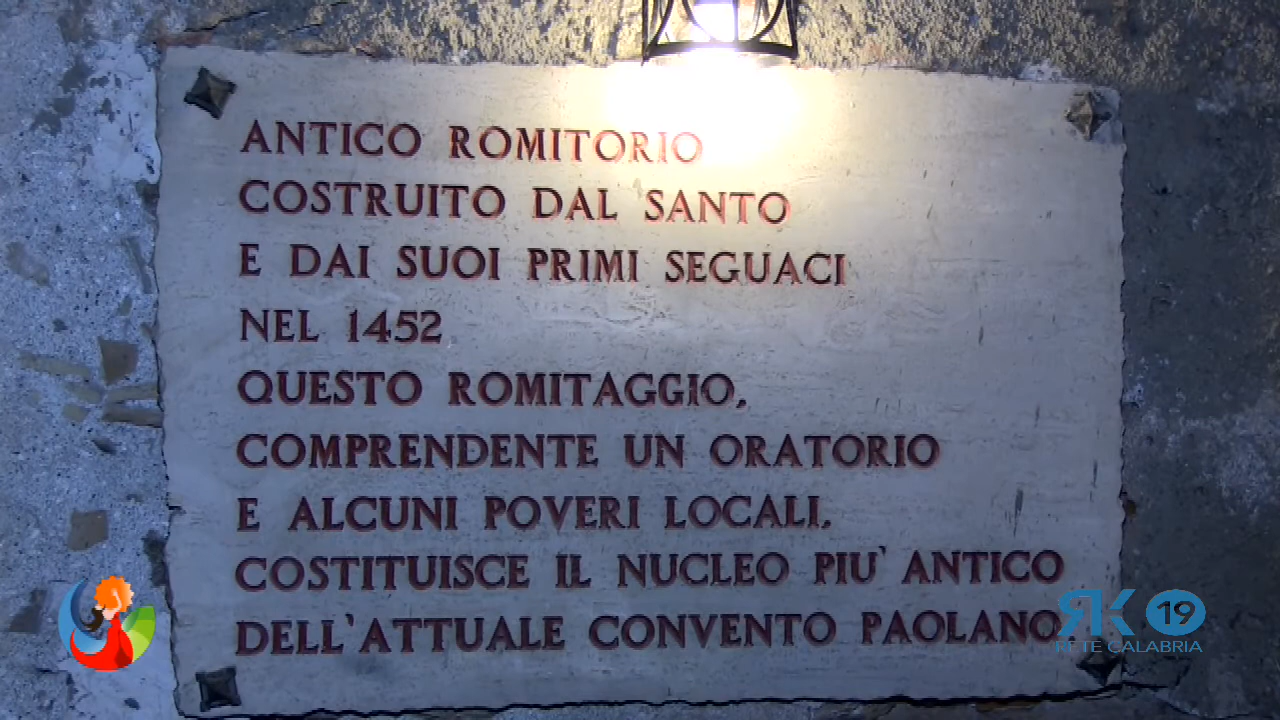 ANTICO ROMITORIO
COSTRUITO DAL SANTO
E DAI SUOI PRIMI SEGUACI
NEL 1452
QUESTO ROMITAGGIO,
COMPRENDENTE UN ORATORIO
E ALCUNI POVERI LOCALI,
COSTITUISCE IL NUCLEO PIU' ANTICO
DELL'ATTUALE CONVENTO PAOLANO.
RK 19
RETE CALABRIA